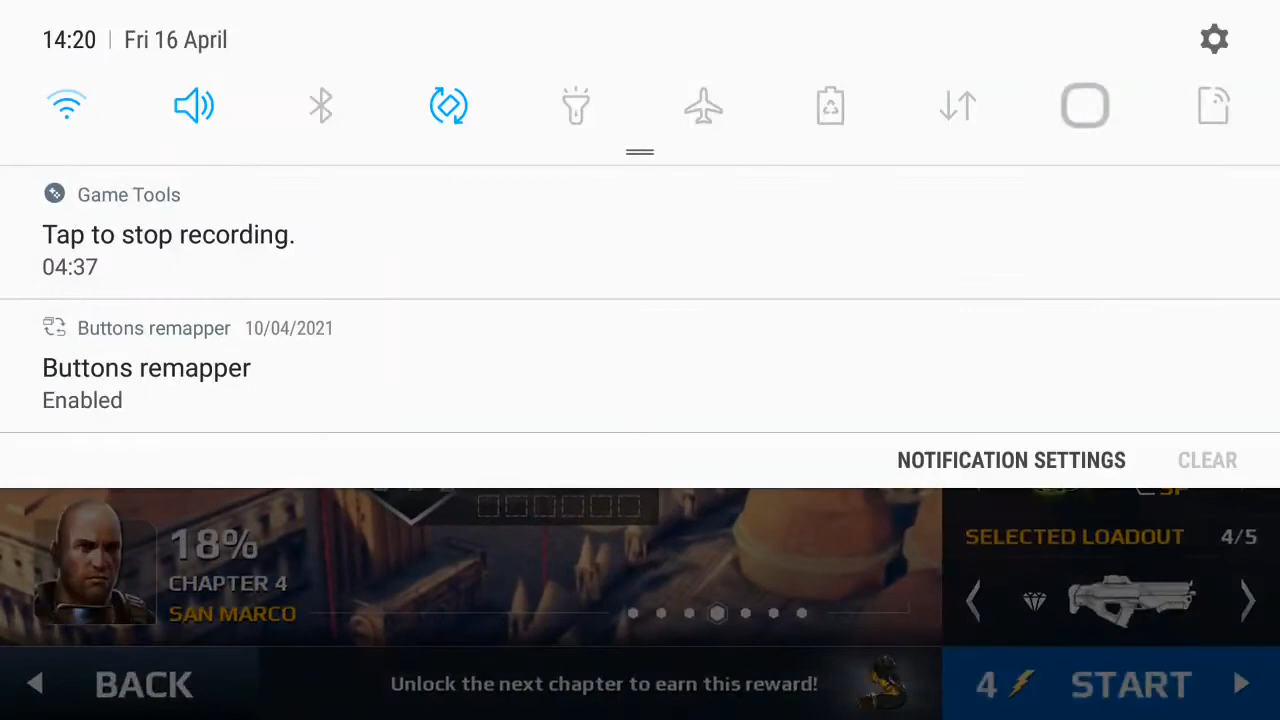 14:20 | Fri 16 April
Game Tools
Tap to stop recording.
04:37
Buttons remapper 10/04/2021
Buttons remapper
Enabled
NOTIFICATION SETTINGS CLEAR
18%
CHAPTER 4
SAN MARCO
SELECTED LOADOUT 4/5
BACK
Unlock the next chapter to earn this reward!
4 START